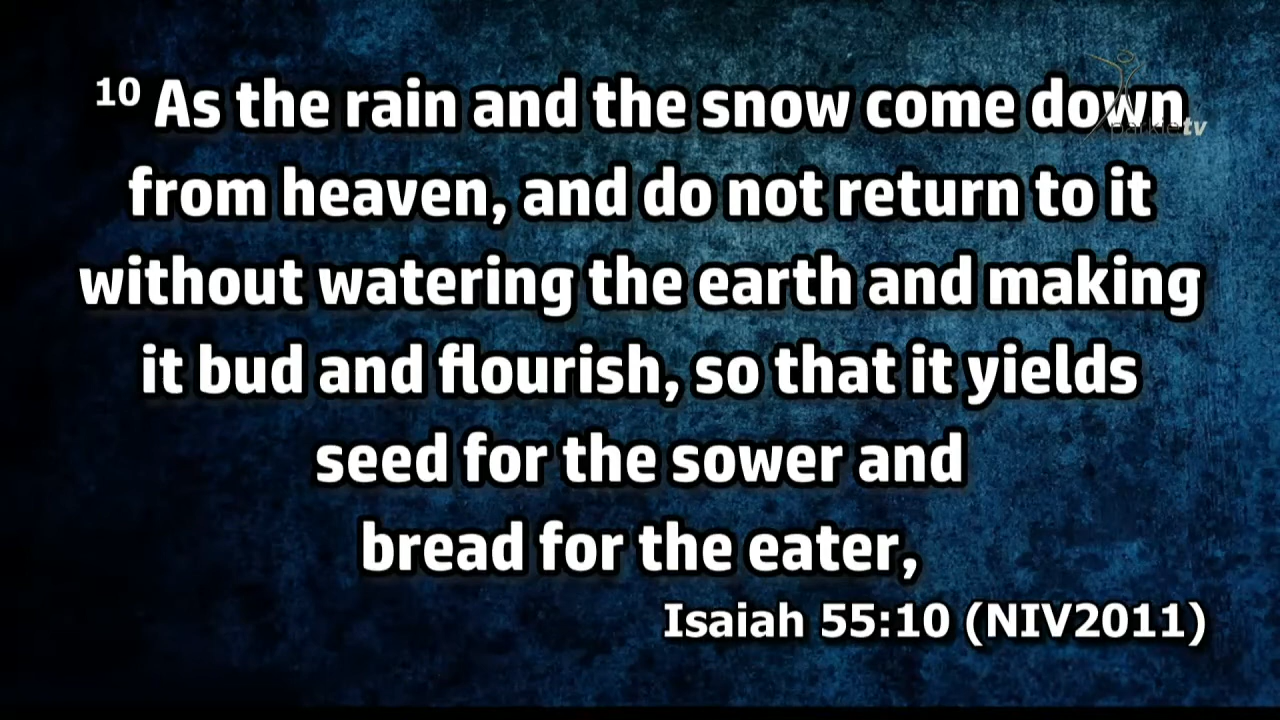 10 As the rain and the snow come down
from heaven, and do not return to it
without watering the earth and making
it bud and flourish, so that it yields
seed for the sower and
bread for the eater,
Isaiah 55:10 (NIV2011)
tv